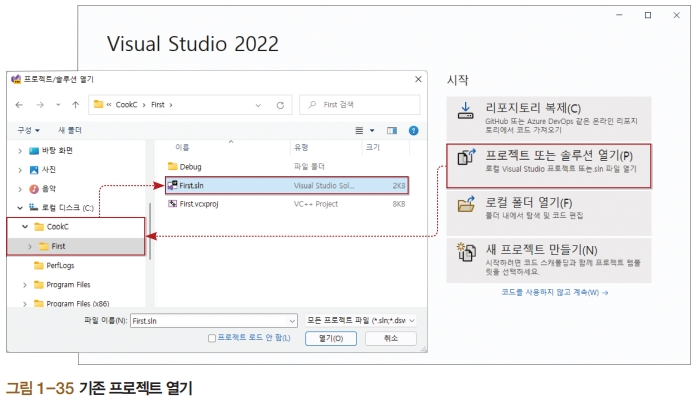 Visual Studio 2022
프로젝트/솔루션 열기
« CookC › First ›
First 검색
구성
새 폴더
바탕 화면
사진
음악
로컬 디스크 (C:)
CookC
First
PerfLogs
Program Files
Program Files (x86)
이름
유형
크기
Debug
파일 폴더
First.sln
Visual Studio Sol...
2KB
First.vcxproj
VC++ Project
8KB
파일 이름(N):
First.sln
모든 프로젝트 파일 (*.sln;*.dsw
프로젝트 로드 안 함(L)
열기(O)
취소
시작
리포지토리 복제(C)
GitHub 또는 Azure DevOps 같은 온라인 리포지
토리에서 코드 가져오기
프로젝트 또는 솔루션 열기(P)
로컬 Visual Studio 프로젝트 또는.sln 파일 열기
로컬 폴더 열기(F)
폴더 내에서 탐색 및 코드 편집
새 프로젝트 만들기(N)
시작하려면 코드 스캐폴딩과 함께 프로젝트 템플
릿을 선택하세요.
코드를 사용하지 않고 계속(W) →
그림 1-35 기존 프로젝트 열기